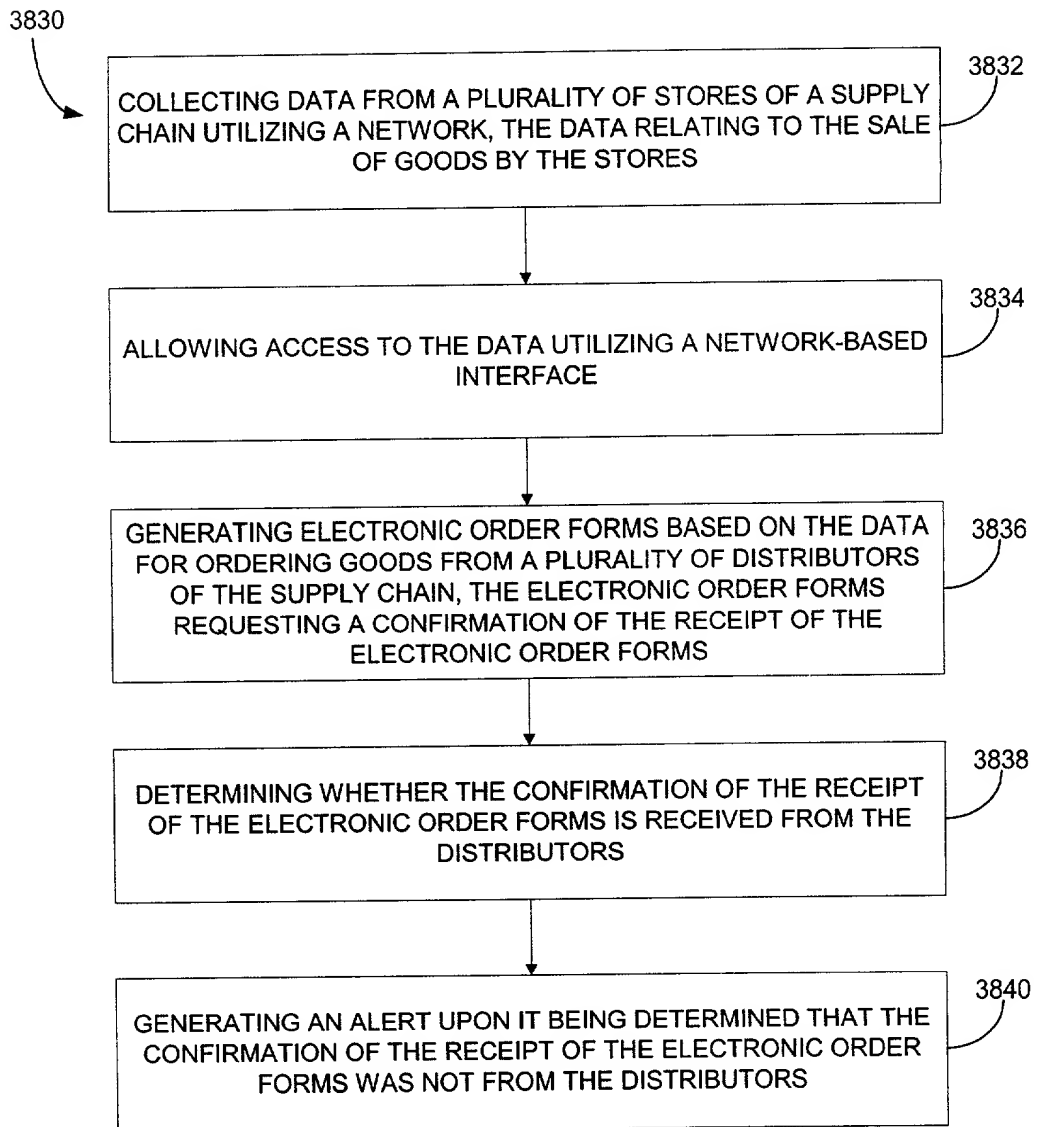 3830
3832
COLLECTING DATA FROM A PLURALITY OF STORES OF A SUPPLY
CHAIN UTILIZING A NETWORK, THE DATA RELATING TO THE SALE
OF GOODS BY THE STORES
3834
ALLOWING ACCESS TO THE DATA UTILIZING A NETWORK-BASED
INTERFACE
3836
GENERATING ELECTRONIC ORDER FORMS BASED ON THE DATA
FOR ORDERING GOODS FROM A PLURALITY OF DISTRIBUTORS
OF THE SUPPLY CHAIN, THE ELECTRONIC ORDER FORMS
REQUESTING A CONFIRMATION OF THE RECEIPT OF THE
ELECTRONIC ORDER FORMS
3838
DETERMINING WHETHER THE CONFIRMATION OF THE RECEIPT
OF THE ELECTRONIC ORDER FORMS IS RECEIVED FROM THE
DISTRIBUTORS
3840
GENERATING AN ALERT UPON IT BEING DETERMINED THAT THE
CONFIRMATION OF THE RECEIPT OF THE ELECTRONIC ORDER
FORMS WAS NOT FROM THE DISTRIBUTORS